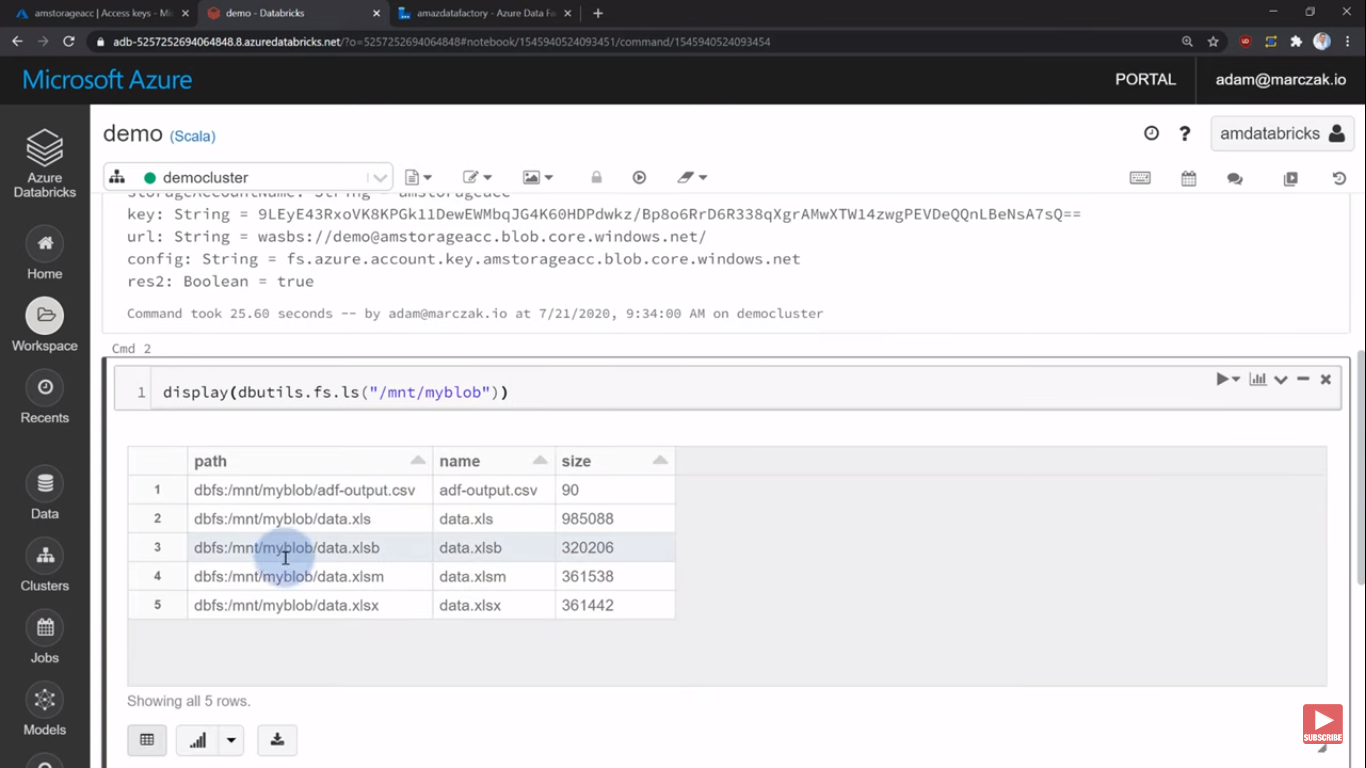 amstorageacc | Access keys - Mi
demo - Databricks
amazdatafactory - Azure Data Fa
adb-5257252694064848.8.azuredatabricks.net/?o=5257252694064848#notebook/1545940524093451/command/1545940524093454
Microsoft Azure
PORTAL
adam@marczak.io
demo (Scala)
amdatabricks
democluster
Azure Databricks
Home
Workspace
Recents
Data
Clusters
Jobs
Models
storageAccountName: String = amstorageacc
key: String = 9LEyE43RxoVK8KPGk11DewEWMbqJG4K60HDPdwkz/Bp8o6RrD6R338qXgrAMwXTW14zwgPEVDeQQnLBeNsA7sQ==
url: String = wasbs://demo@amstorageacc.blob.core.windows.net/
config: String = fs.azure.account.key.amstorageacc.blob.core.windows.net
res2: Boolean = true
Command took 25.60 seconds -- by adam@marczak.io at 7/21/2020, 9:34:00 AM on democluster
Cmd 2
1 display(dbutils.fs.ls("/mnt/myblob"))
path name size
1 dbfs:/mnt/myblob/adf-output.csv adf-output.csv 90
2 dbfs:/mnt/myblob/data.xls data.xls 985088
3 dbfs:/mnt/myblob/data.xlsb data.xlsb 320206
4 dbfs:/mnt/myblob/data.xlsm data.xlsm 361538
5 dbfs:/mnt/myblob/data.xlsx data.xlsx 361442
Showing all 5 rows.
SUBSCRIBE